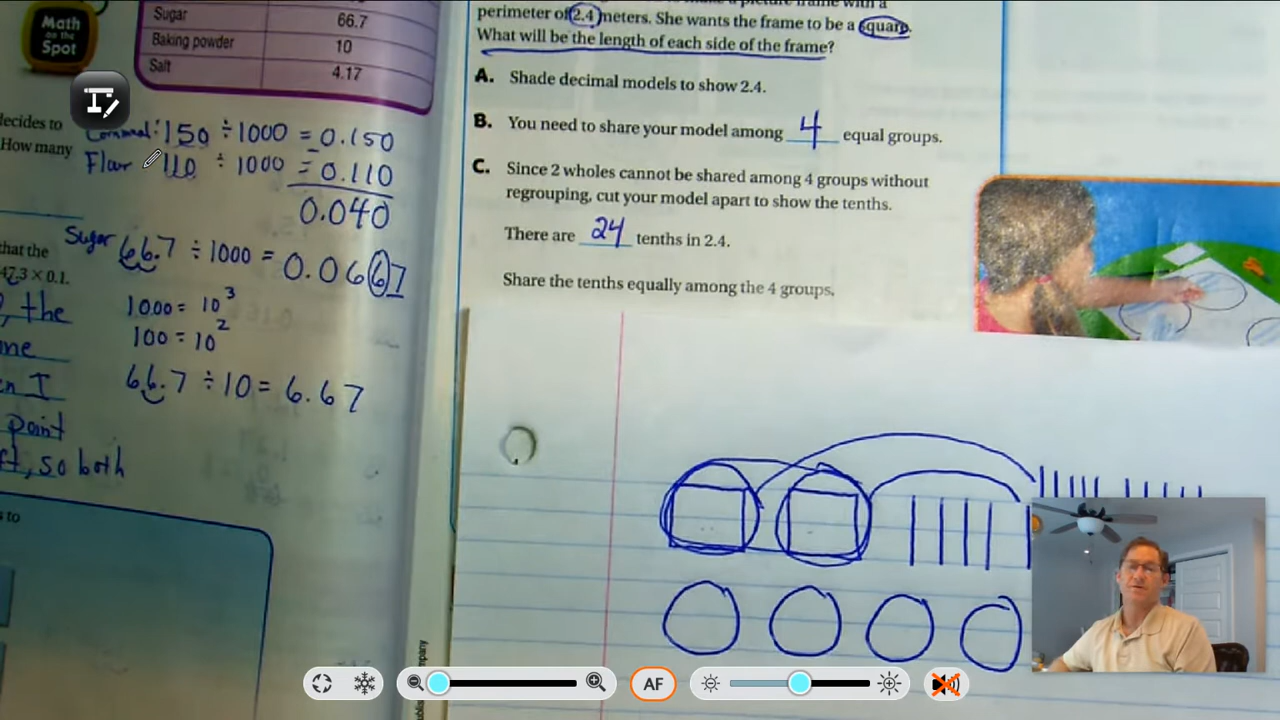 Math
on the
Spot
Sugar 66.7
Baking powder 10
Salt 4.17
decides to
How many
Cornmeal: 150 ÷ 1000 = 0.150
Flour 110 ÷ 1000 = 0.110
0.040
that the
47.3 × 0.1.
Sugar 66.7 ÷ 1000 = 0.0667
1000 = 10³
100 = 10²
the
66.7 ÷ 10 = 6.67
I
point
so both
to
perimeter of 2.4 meters. She wants the frame to be a square.
What will be the length of each side of the frame?
A. Shade decimal models to show 2.4.
B. You need to share your model among 4 equal groups.
C. Since 2 wholes cannot be shared among 4 groups without
regrouping, cut your model apart to show the tenths.
There are 24 tenths in 2.4.
Share the tenths equally among the 4 groups.
AF